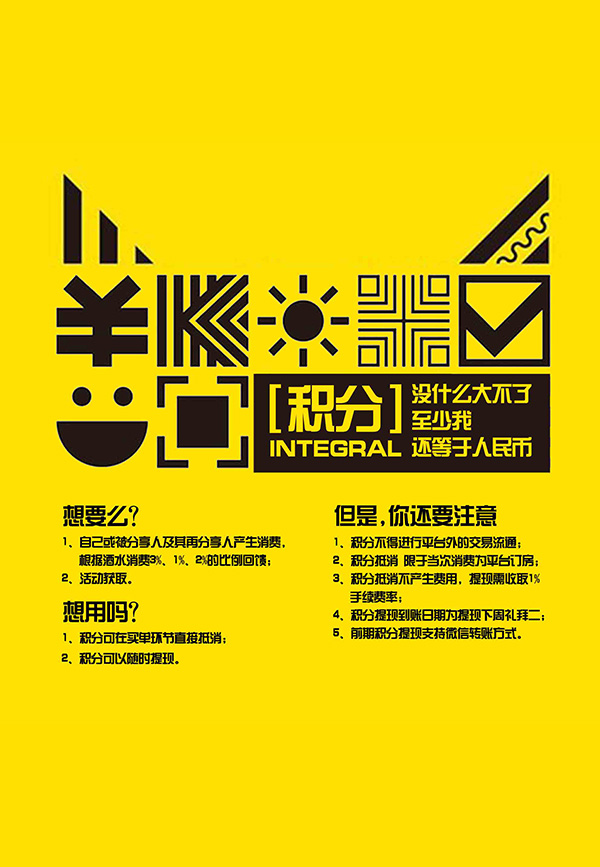 [积分]
INTEGRAL
没什么大不了
至少我
还等于人民币
想要么?
1、自己或被分享人及其再分享人产生消费,
根据酒水消费3%、1%、2%的比例回馈;
2、活动获取。
想用吗?
1、积分可在买单环节直接抵消;
2、积分可以随时提现。
但是,你还要注意
1、积分不得进行平台外的交易流通;
2、积分抵消 限于当次消费为平台订房;
3、积分抵消不产生费用，提现需收取1%
手续费率;
4、积分提现到账日期为提现下周礼拜二;
5、前期积分提现支持微信转账方式。